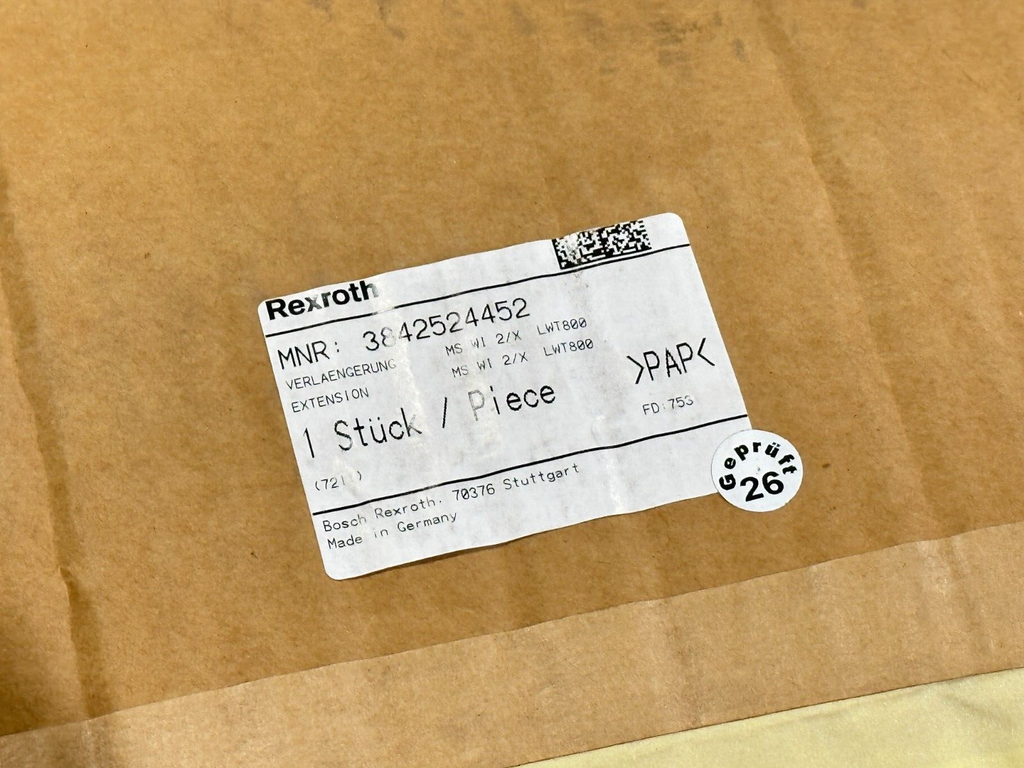 Rexroth
MNR: 3842524452
VERLAENGERUNG MS WI 2/X LWT800
EXTENSION MS WI 2/X LWT800
>PAP<
1 Stück / Piece
FD:753
Bosch Rexroth. 70376 Stuttgart
Made in Germany
Geprüft
26